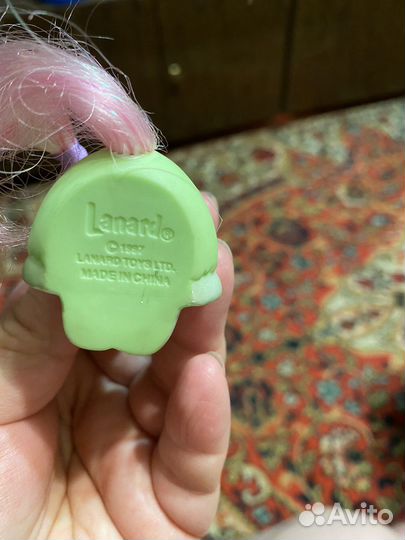 Lanard®
© 1997
LANARD TOYS LTD.
MADE IN CHINA
Avito